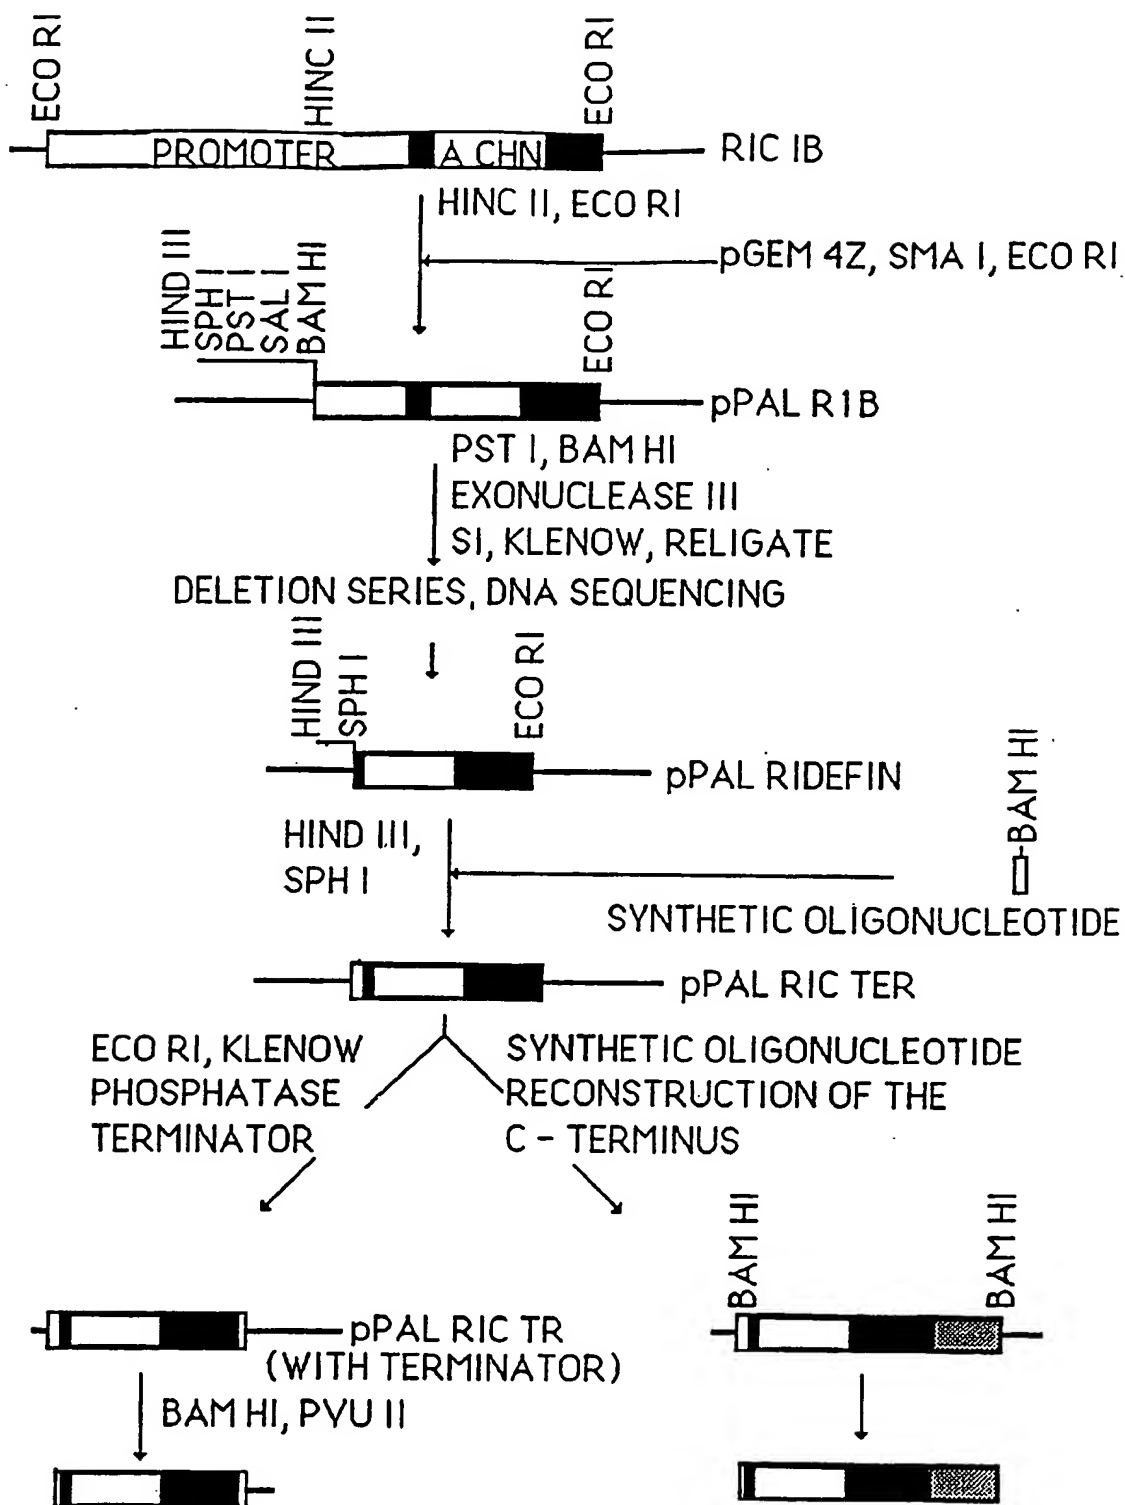 ECO RI
HINC II
ECO RI
PROMOTER
A CHN
RIC IB
HINC II, ECO RI
pGEM 4Z, SMA I, ECO RI
HIND III
SPH I
PST I
SAL I
BAM HI
ECO RI
pPAL R1B
PST I, BAM HI
EXONUCLEASE III
SI, KLENOW, RELIGATE
DELETION SERIES, DNA SEQUENCING
HIND III
SPH I
ECO RI
pPAL RIDEFIN
BAM HI
HIND III,
SPH I
SYNTHETIC OLIGONUCLEOTIDE
pPAL RIC TER
ECO RI, KLENOW
PHOSPHATASE
TERMINATOR
SYNTHETIC OLIGONUCLEOTIDE
RECONSTRUCTION OF THE
C - TERMINUS
BAM HI
BAM HI
pPAL RIC TR
(WITH TERMINATOR)
BAM HI, PVU II